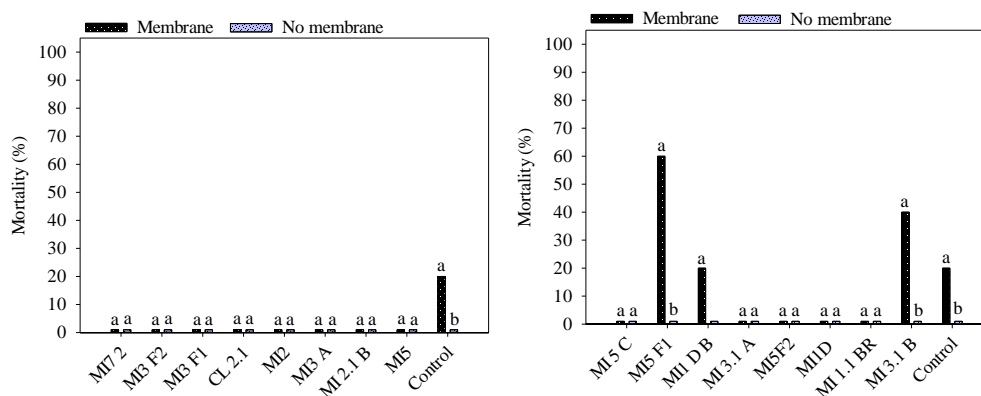 Membrane No membrane
100
90
80
70
60
50
40
30
20
10
0
Mortality (%)
a a a a a a a a a a a a a a a a a b
MI7 2
MI3 F2
MI3 F1
CL 2.1
MI2
MI3 A
MI 2.1 B
MI5
Control
Membrane No membrane
100
90
80
70
60
50
40
30
20
10
0
Mortality (%)
a a a b a a a a a a a a a a b a b
MI 5 C
MI5 F1
MI1 D B
MI 3.1 A
MI5F2
MI1D
MI 1.1 BR
MI 3.1 B
Control